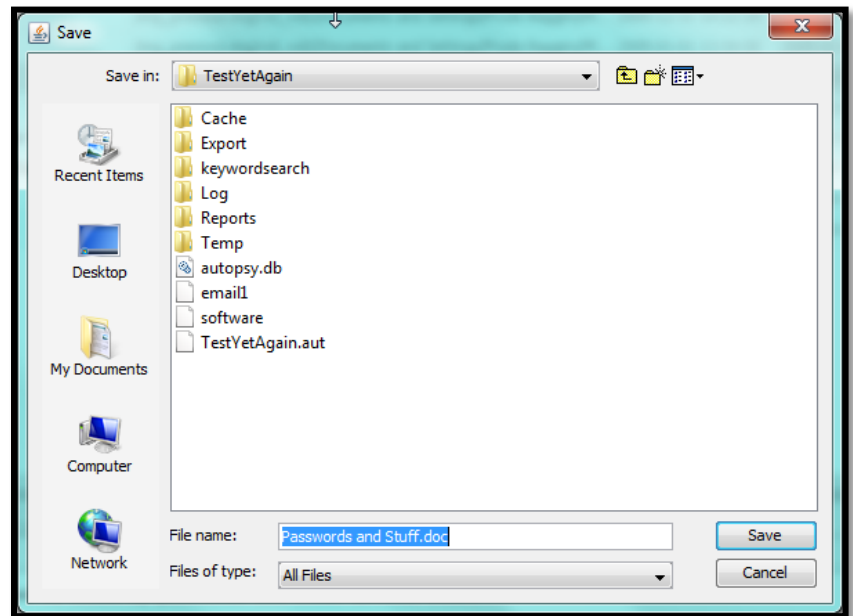 Save
Save in:
TestYetAgain
Recent Items
Desktop
My Documents
Computer
Network
Cache
Export
keywordsearch
Log
Reports
Temp
autopsy.db
email1
software
TestYetAgain.aut
File name:
Passwords and Stuff.doc
Save
Files of type:
All Files
Cancel